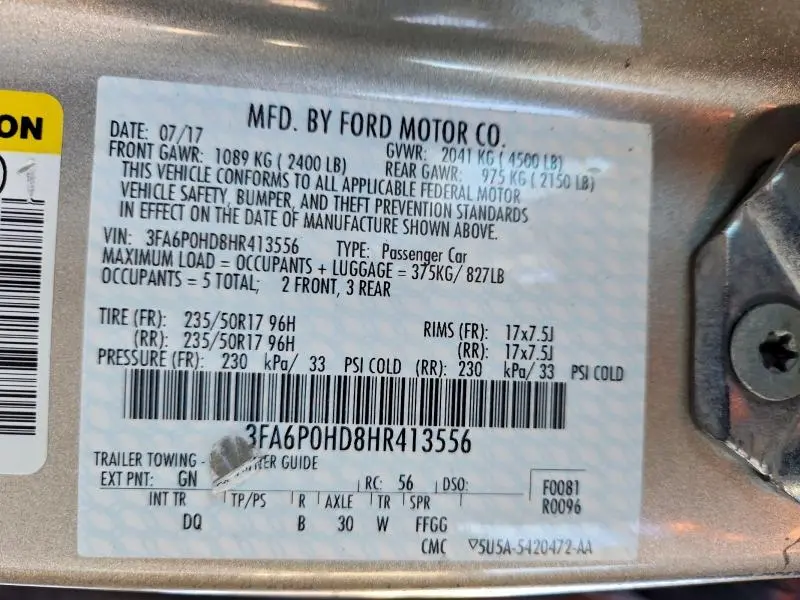 ON
MFD. BY FORD MOTOR CO.
DATE: 07/17 GVWR: 2041 KG ( 4500 LB)
FRONT GAWR: 1089 KG ( 2400 LB) REAR GAWR: 975 KG ( 2150 LB)
THIS VEHICLE CONFORMS TO ALL APPLICABLE FEDERAL MOTOR
VEHICLE SAFETY, BUMPER, AND THEFT PREVENTION STANDARDS
IN EFFECT ON THE DATE OF MANUFACTURE SHOWN ABOVE.
VIN: 3FA6P0HD8HR413556 TYPE: Passenger Car
MAXIMUM LOAD = OCCUPANTS + LUGGAGE = 375KG/ 827LB
OCCUPANTS = 5 TOTAL; 2 FRONT, 3 REAR
TIRE (FR): 235/50R17 96H RIMS (FR): 17x7.5J
(RR): 235/50R17 96H (RR): 17x7.5J
PRESSURE (FR): 230 kPa/ 33 PSI COLD (RR): 230 kPa/ 33 PSI COLD
3FA6P0HD8HR413556
TRAILER TOWING - GUIDE
EXT PNT: GN RC: 56 DSO: F0081
INT TR TP/PS R AXLE TR SPR R0096
DQ B 30 W FFGG
CMC ▽5U5A-5420472-AA